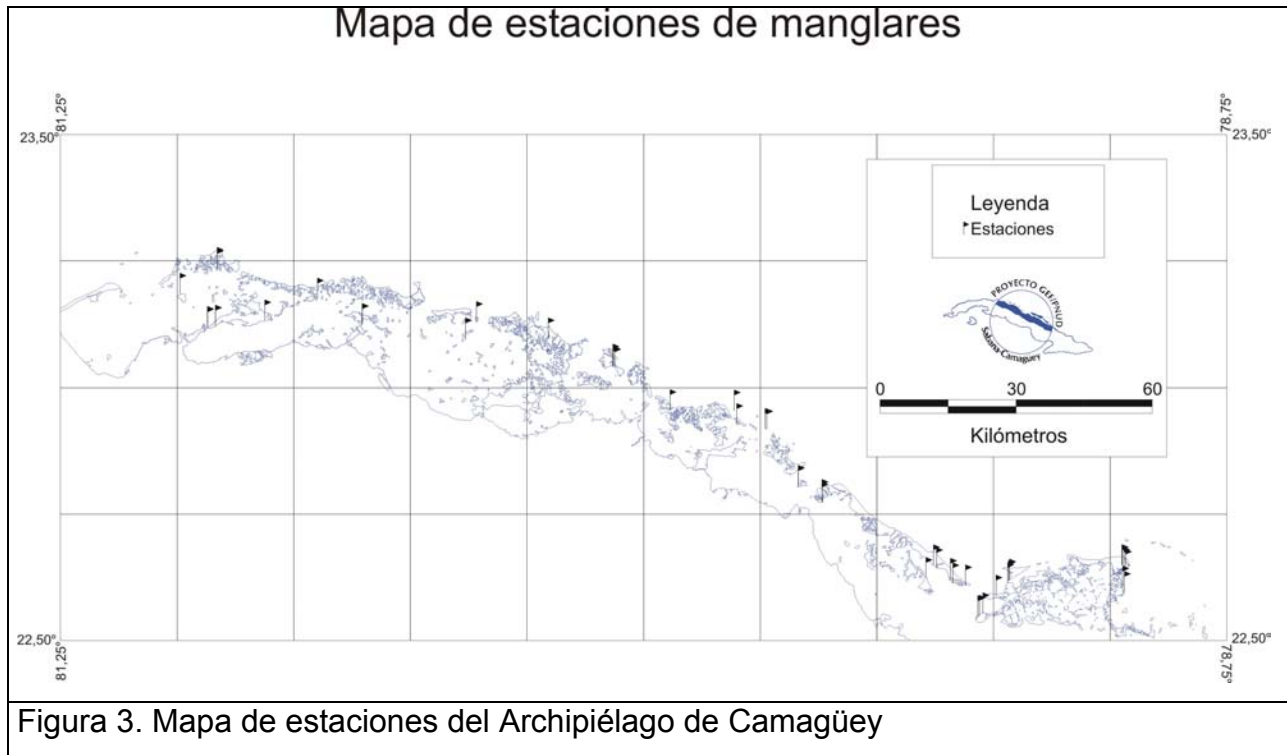 Mapa de estaciones de manglares
81,25°
78,75°
23,50°
23,50°
Leyenda
Estaciones
PROYECTO GEF/PNUD
Sabana-Camaguey
0 30 60
Kilómetros
22,50°
22,50°
81,25°
78,75°
Figura 3. Mapa de estaciones del Archipiélago de Camagüey